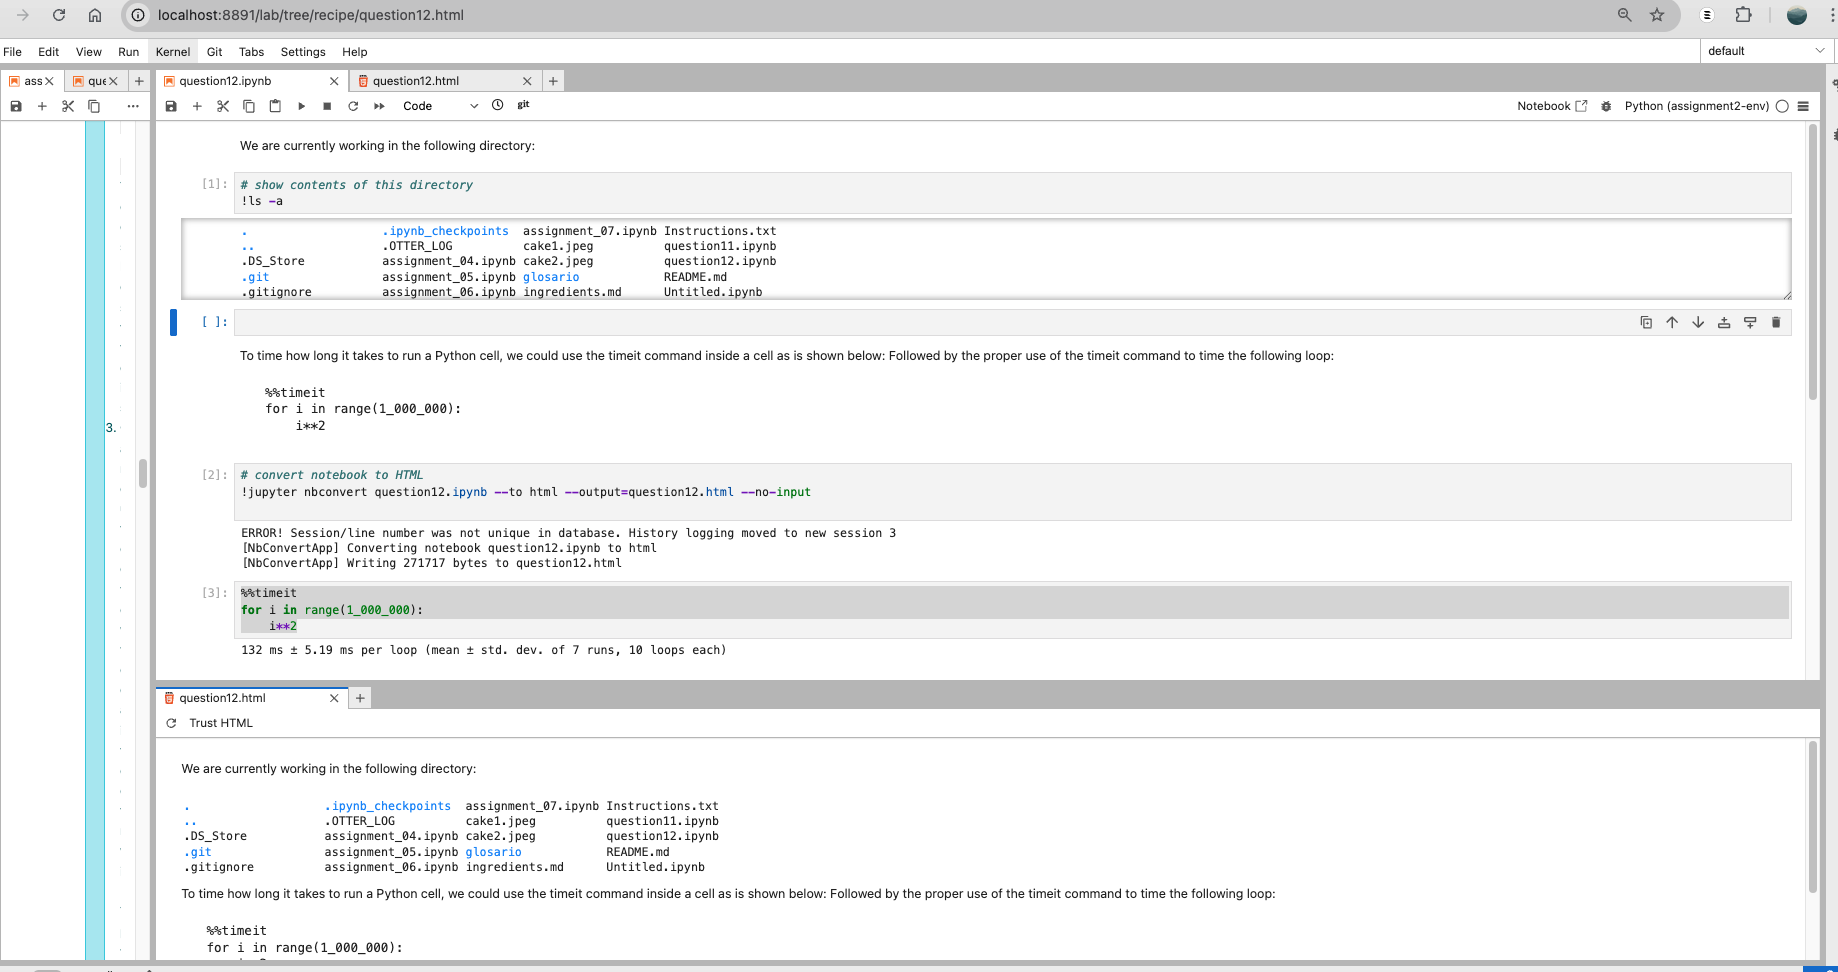 localhost:8891/lab/tree/recipe/question12.html
File Edit View Run Kernel Git Tabs Settings Help
default
ass
que
question12.ipynb
question12.html
Code
git
Notebook
Python (assignment2-env)
We are currently working in the following directory:
[1]:
# show contents of this directory
!ls -a
. .ipynb_checkpoints assignment_07.ipynb Instructions.txt
.. .OTTER_LOG cake1.jpeg question11.ipynb
.DS_Store assignment_04.ipynb cake2.jpeg question12.ipynb
.git assignment_05.ipynb glosario README.md
.gitignore assignment_06.ipynb ingredients.md Untitled.ipynb
[ ]:
To time how long it takes to run a Python cell, we could use the timeit command inside a cell as is shown below: Followed by the proper use of the timeit command to time the following loop:
%%timeit
for i in range(1_000_000):
i**2
3.
[2]:
# convert notebook to HTML
!jupyter nbconvert question12.ipynb --to html --output=question12.html --no-input
ERROR! Session/line number was not unique in database. History logging moved to new session 3
[NbConvertApp] Converting notebook question12.ipynb to html
[NbConvertApp] Writing 271717 bytes to question12.html
[3]:
%%timeit
for i in range(1_000_000):
i**2
132 ms ± 5.19 ms per loop (mean ± std. dev. of 7 runs, 10 loops each)
question12.html
Trust HTML
We are currently working in the following directory:
. .ipynb_checkpoints assignment_07.ipynb Instructions.txt
.. .OTTER_LOG cake1.jpeg question11.ipynb
.DS_Store assignment_04.ipynb cake2.jpeg question12.ipynb
.git assignment_05.ipynb glosario README.md
.gitignore assignment_06.ipynb ingredients.md Untitled.ipynb
To time how long it takes to run a Python cell, we could use the timeit command inside a cell as is shown below: Followed by the proper use of the timeit command to time the following loop:
%%timeit
for i in range(1_000_000):